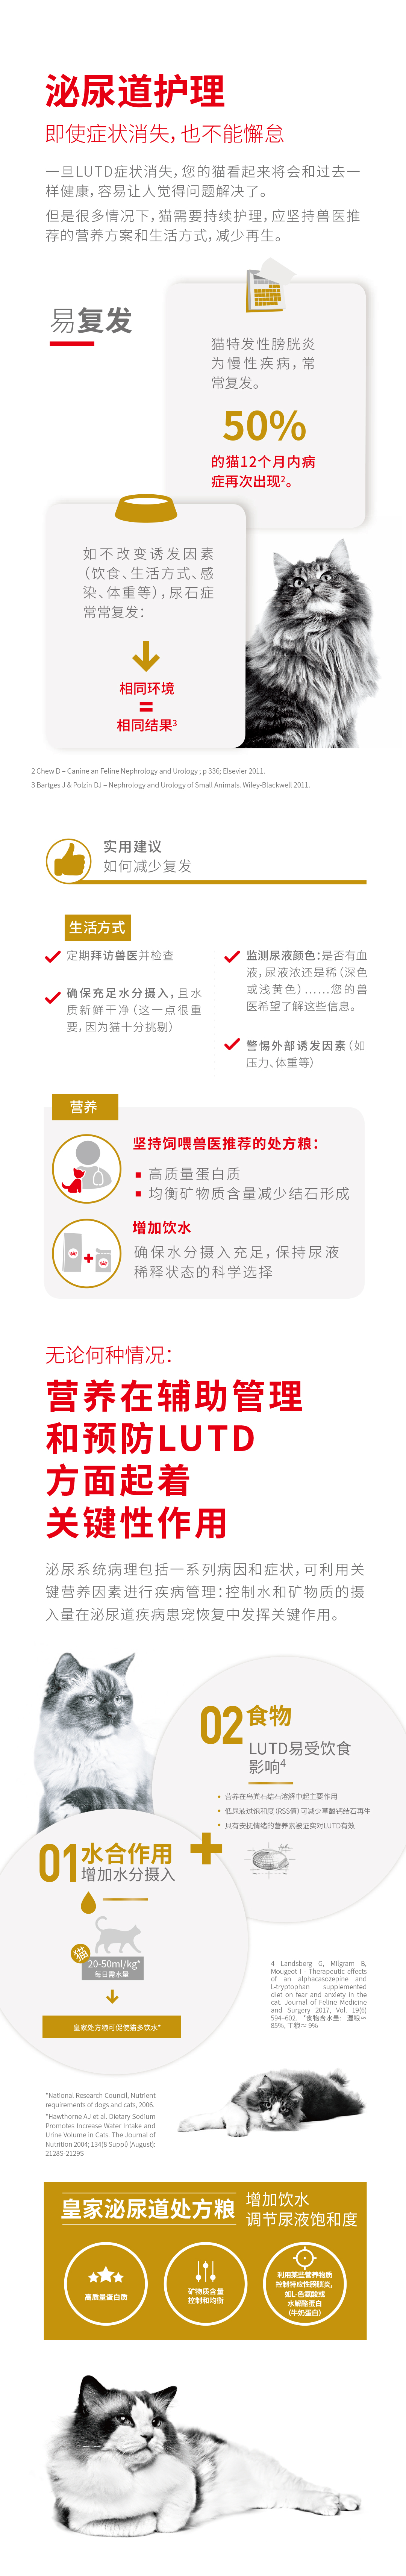 泌尿道护理
即使症状消失，也不能懈怠
一旦LUTD症状消失，您的猫看起来将会和过去一
样健康，容易让人觉得问题解决了。
但是很多情况下，猫需要持续护理，应坚持兽医推
荐的营养方案和生活方式，减少再生。
易复发
猫特发性膀胱炎
为慢性疾病，常
常复发。
50%
的猫12个月内病
症再次出现2。
如不改变诱发因素
（饮食、生活方式、感
染、体重等），尿石症
常常复发：
相同环境
=
相同结果3
2 Chew D – Canine an Feline Nephrology and Urology ; p 336; Elsevier 2011.
3 Bartges J & Polzin DJ – Nephrology and Urology of Small Animals. Wiley-Blackwell 2011.
实用建议
如何减少复发
生活方式
定期拜访兽医并检查
确保充足水分摄入，且水
质新鲜干净（这一点很重
要，因为猫十分挑剔）
监测尿液颜色：是否有血
液，尿液浓还是稀（深色
或浅黄色）……您的兽
医希望了解这些信息。
警惕外部诱发因素（如
压力、体重等）
营养
坚持饲喂兽医推荐的处方粮：
高质量蛋白质
均衡矿物质含量减少结石形成
增加饮水
确保水分摄入充足，保持尿液
稀释状态的科学选择
无论何种情况：
营养在辅助管理
和预防LUTD
方面起着
关键性作用
泌尿系统病理包括一系列病因和症状，可利用关
键营养因素进行疾病管理：控制水和矿物质的摄
入量在泌尿道疾病患宠恢复中发挥关键作用。
02 食物
LUTD易受饮食
影响4
营养在鸟粪石结石溶解中起主要作用
低尿液过饱和度（RSS值）可减少草酸钙结石再生
具有安抚情绪的营养素被证实对LUTD有效
01 水合作用
增加水分摄入
猫
20-50ml/kg*
每日需水量
皇家处方粮可促使猫多饮水*
4 Landsberg G, Milgram B,
Mougeot I - Therapeutic effects
of an alphacasozepine and
L-tryptophan supplemented
diet on fear and anxiety in the
cat. Journal of Feline Medicine
and Surgery 2017, Vol. 19(6)
594–602. *食物含水量： 湿粮≈
85%, 干粮≈ 9%
*National Research Council, Nutrient
requirements of dogs and cats, 2006.
*Hawthorne AJ et al. Dietary Sodium
Promotes Increase Water Intake and
Urine Volume in Cats. The Journal of
Nutrition 2004; 134(8 Suppl) (August):
2128S-2129S
皇家泌尿道处方粮
增加饮水
调节尿液饱和度
高质量蛋白质
矿物质含量
控制和均衡
利用某些营养物质
控制特应性膀胱炎，
如L-色氨酸或
水解酪蛋白
（牛奶蛋白）